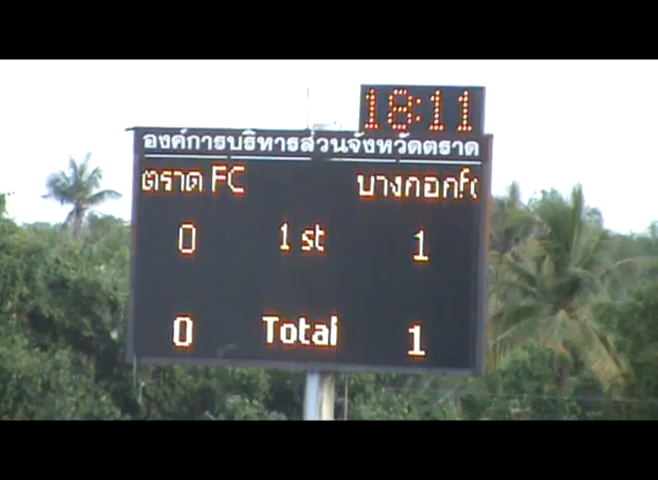 18:11
องค์การบริหารส่วนจังหวัดตราด
ตราด FC บางกอกfc
0 1 st 1
0 Total 1